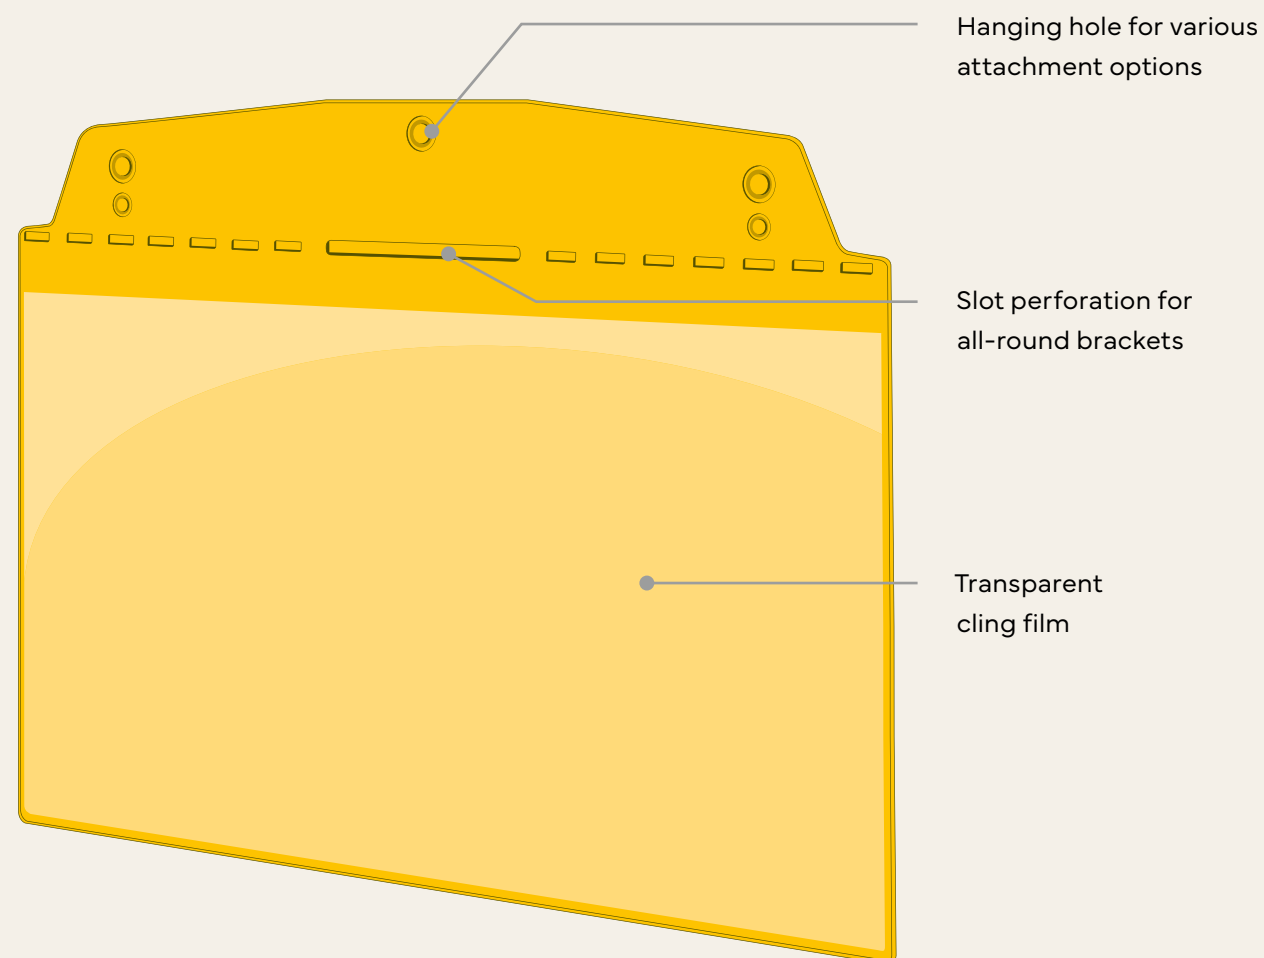 Hanging hole for various
attachment options
Slot perforation for
all-round brackets
Transparent
cling film